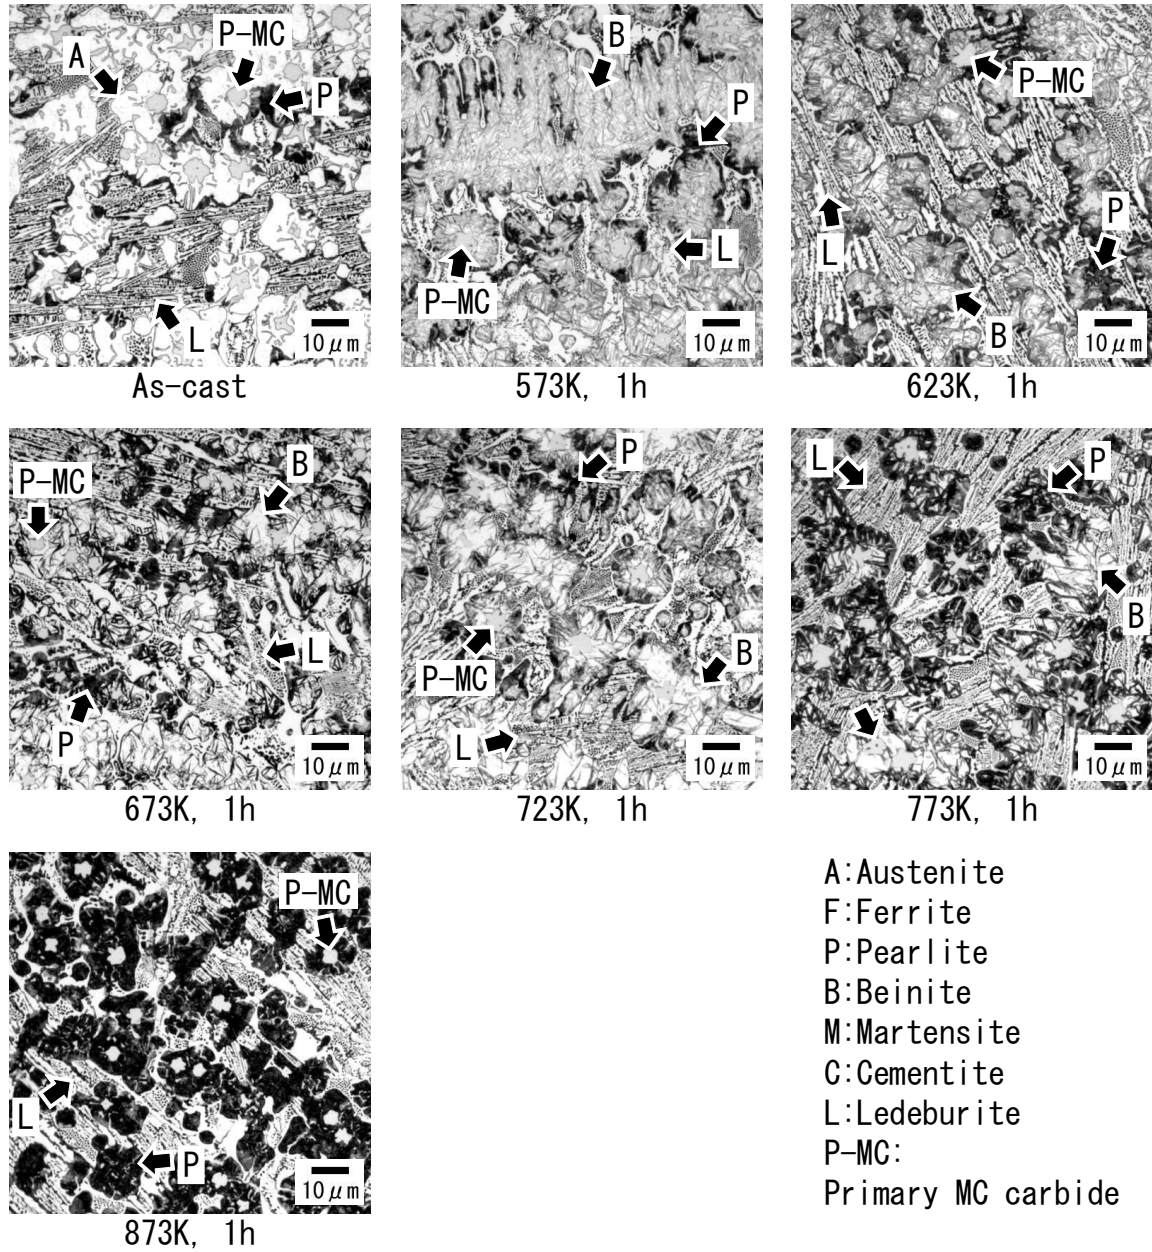 A
P-MC
P
L
10μm
As-cast
B
P
L
P-MC
10μm
573K, 1h
P-MC
P
L
B
10μm
623K, 1h
P-MC
B
L
P
10μm
673K, 1h
P
P-MC
B
L
10μm
723K, 1h
L
P
B
10μm
773K, 1h
P-MC
L
P
10μm
873K, 1h
A:Austenite
F:Ferrite
P:Pearlite
B:Beinite
M:Martensite
C:Cementite
L:Ledeburite
P-MC:
Primary MC carbide